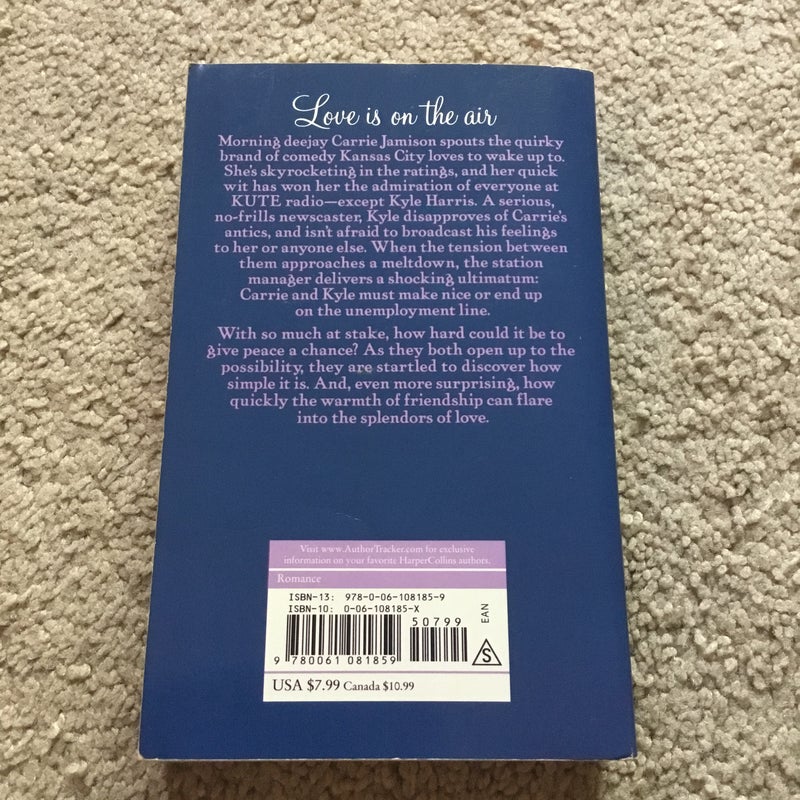 Love is on the air
Morning deejay Carrie Jamison spouts the quirky
brand of comedy Kansas City loves to wake up to.
She's skyrocketing in the ratings, and her quick
wit has won her the admiration of everyone at
KUTE radio—except Kyle Harris. A serious,
no-frills newscaster, Kyle disapproves of Carrie's
antics, and isn't afraid to broadcast his feelings
to her or anyone else. When the tension between
them approaches a meltdown, the station
manager delivers a shocking ultimatum:
Carrie and Kyle must make nice or end up
on the unemployment line.
With so much at stake, how hard could it be to
give peace a chance? As they both open up to the
possibility, they are startled to discover how
simple it is. And, even more surprising, how
quickly the warmth of friendship can flare
into the splendors of love.
Visit www.AuthorTracker.com for exclusive
information on your favorite HarperCollins authors.
Romance
ISBN-13: 978-0-06-108185-9
ISBN-10: 0-06-108185-X
50799
EAN
9 780061 081859
S
USA $7.99 Canada $10.99